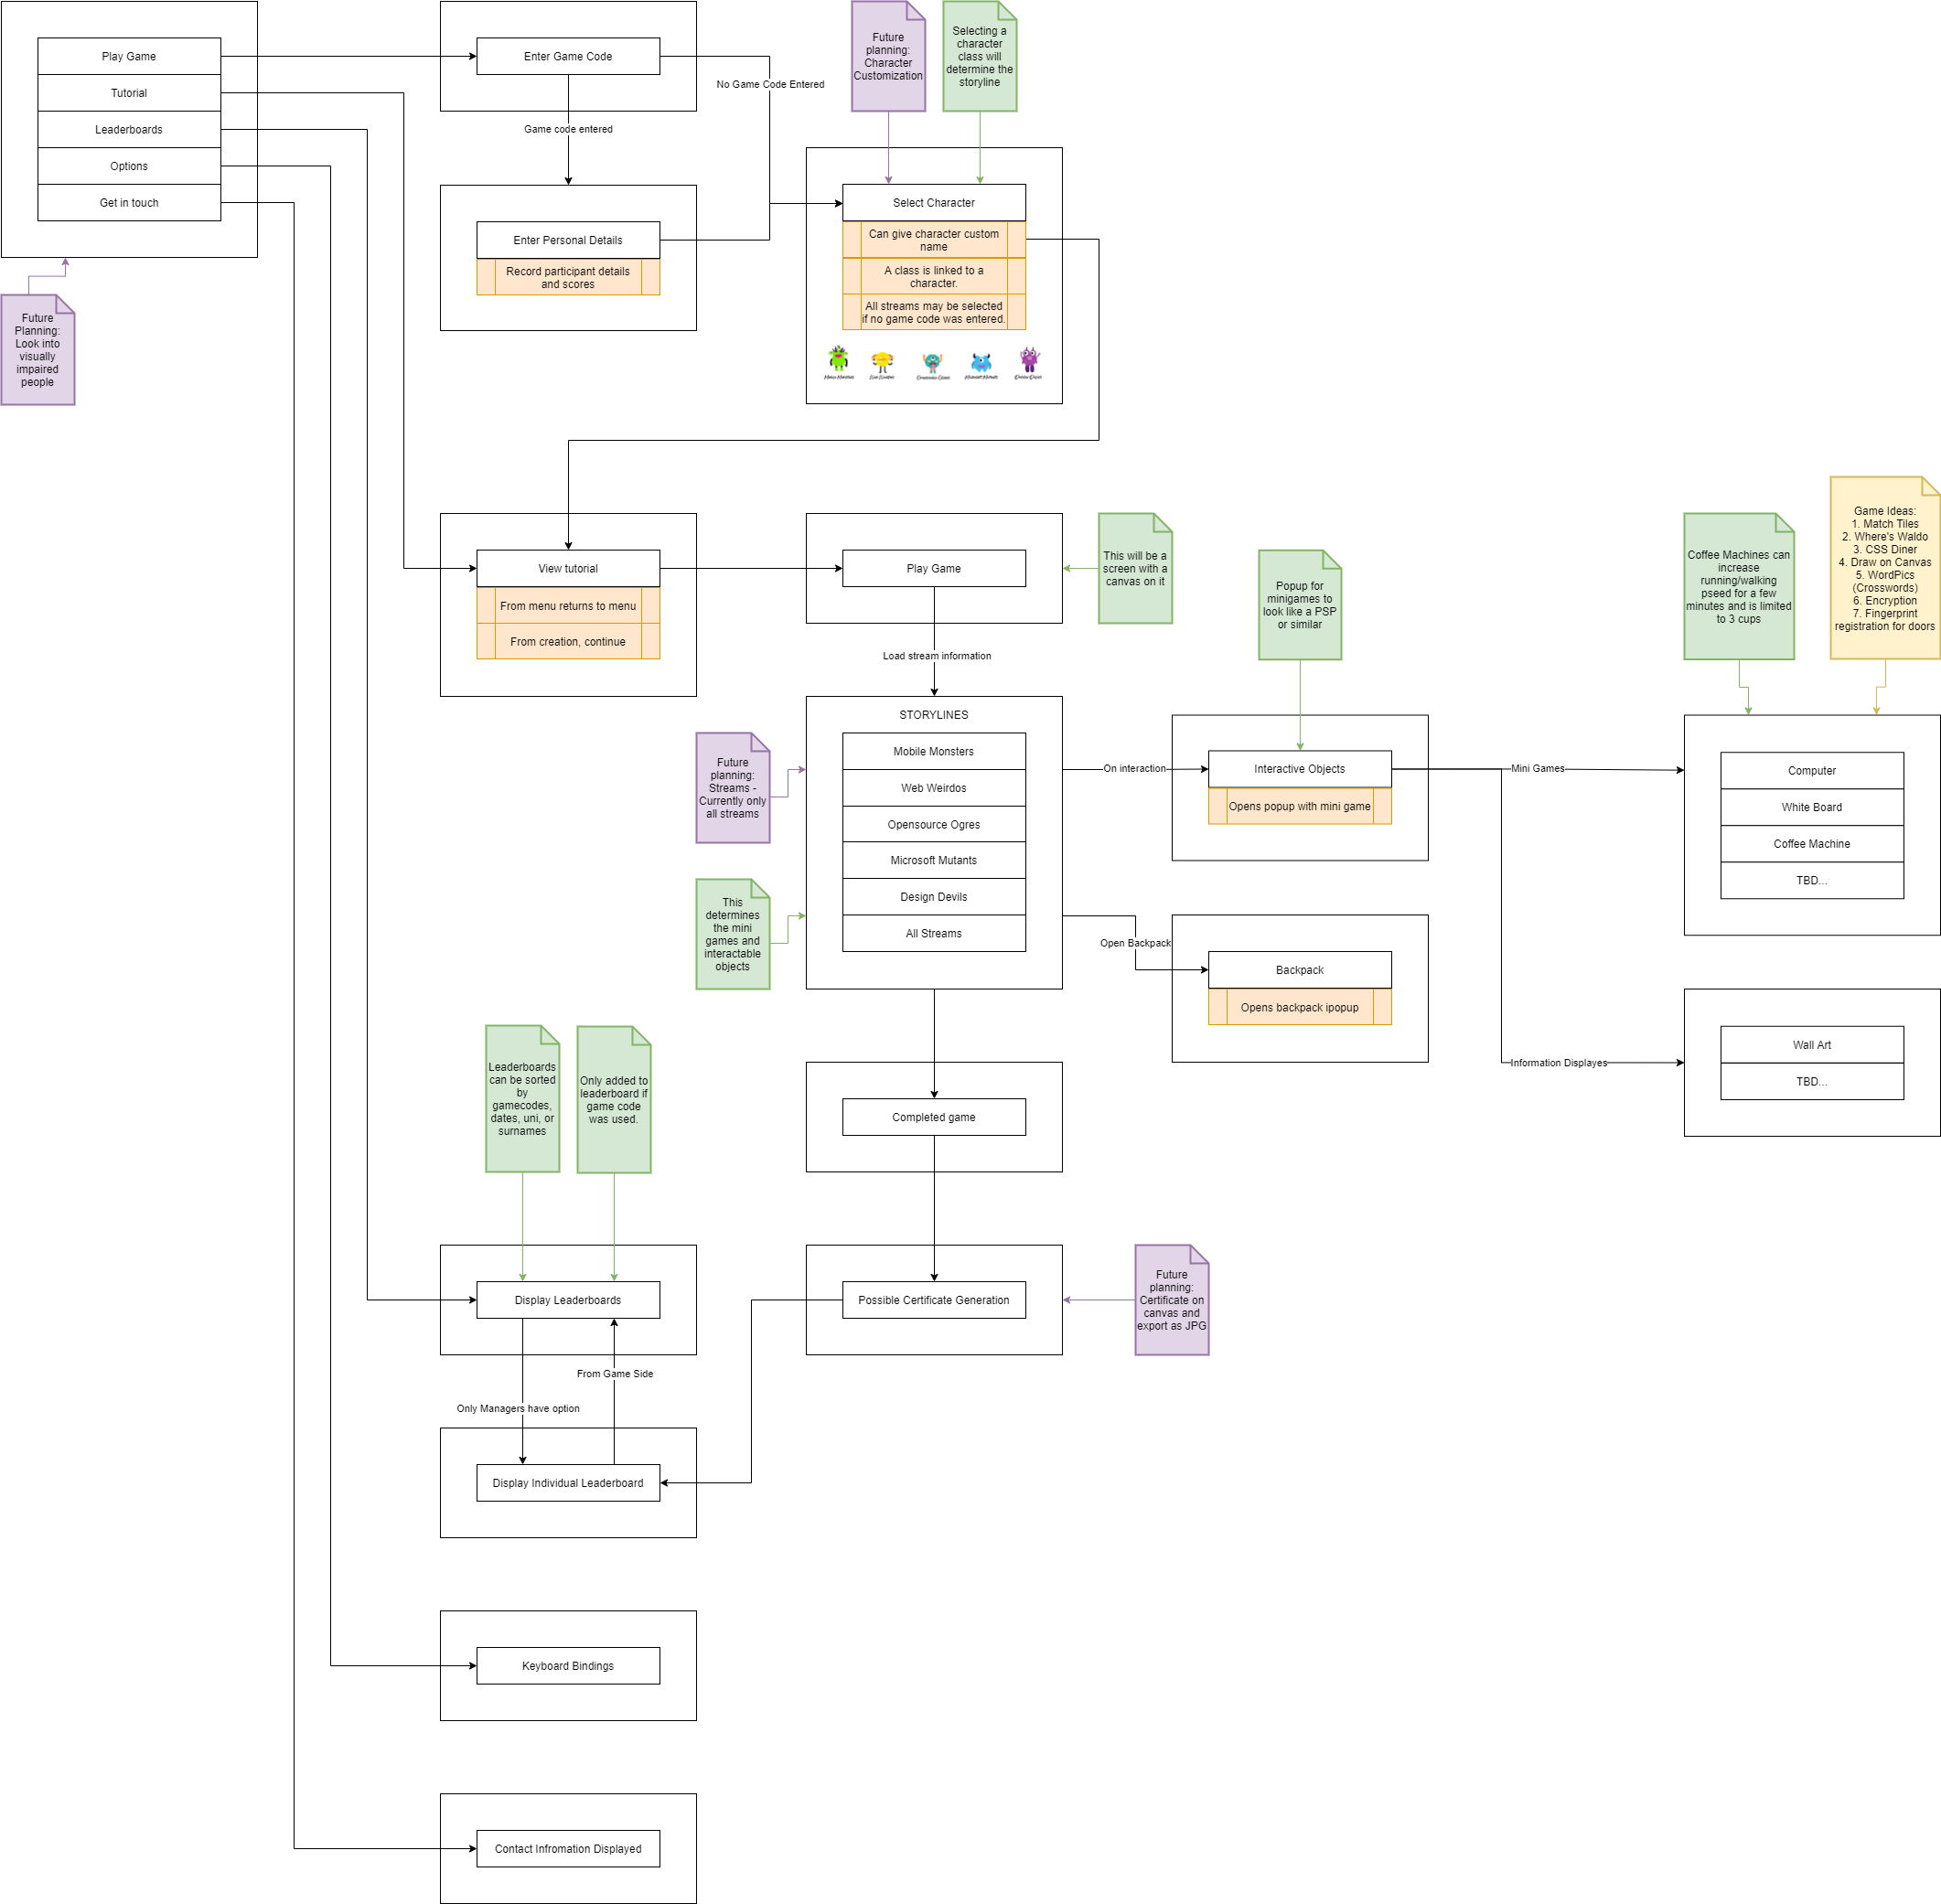 Play Game
Tutorial
Leaderboards
Options
Get in touch
Future
Planning:
Look into
visually
impaired
people
Enter Game Code
No Game Code Entered
Game code entered
Enter Personal Details
Record participant details
and scores
Future
planning:
Character
Customization
Selecting a
character
class will
determine the
storyline
Select Character
Can give character custom
name
A class is linked to a
character.
All streams may be selected
if no game code was entered.
View tutorial
From menu returns to menu
From creation, continue
Play Game
This will be a
screen with a
canvas on it
Load stream information
STORYLINES
Mobile Monsters
Web Weirdos
Opensource Ogres
Microsoft Mutants
Design Devils
All Streams
Future
planning:
Streams -
Currently only
all streams
This
determines
the mini
games and
interactable
objects
On interaction
Popup for
minigames to
look like a PSP
or similar
Interactive Objects
Opens popup with mini game
Open Backpack
Backpack
Opens backpack ipopup
Mini Games
Information Displayes
Coffee Machines can
increase
running/walking
pseed for a few
minutes and is limited
to 3 cups
Game Ideas:
1. Match Tiles
2. Where's Waldo
3. CSS Diner
4. Draw on Canvas
5. WordPics
(Crosswords)
6. Encryption
7. Fingerprint
registration for doors
Computer
White Board
Coffee Machine
TBD...
Wall Art
TBD...
Completed game
Possible Certificate Generation
Future
planning:
Certificate on
canvas and
export as JPG
Leaderboards
can be sorted
by
gamecodes,
dates, uni, or
surnames
Only added to
leaderboard if
game code
was used.
Display Leaderboards
From Game Side
Only Managers have option
Display Individual Leaderboard
Keyboard Bindings
Contact Infromation Displayed